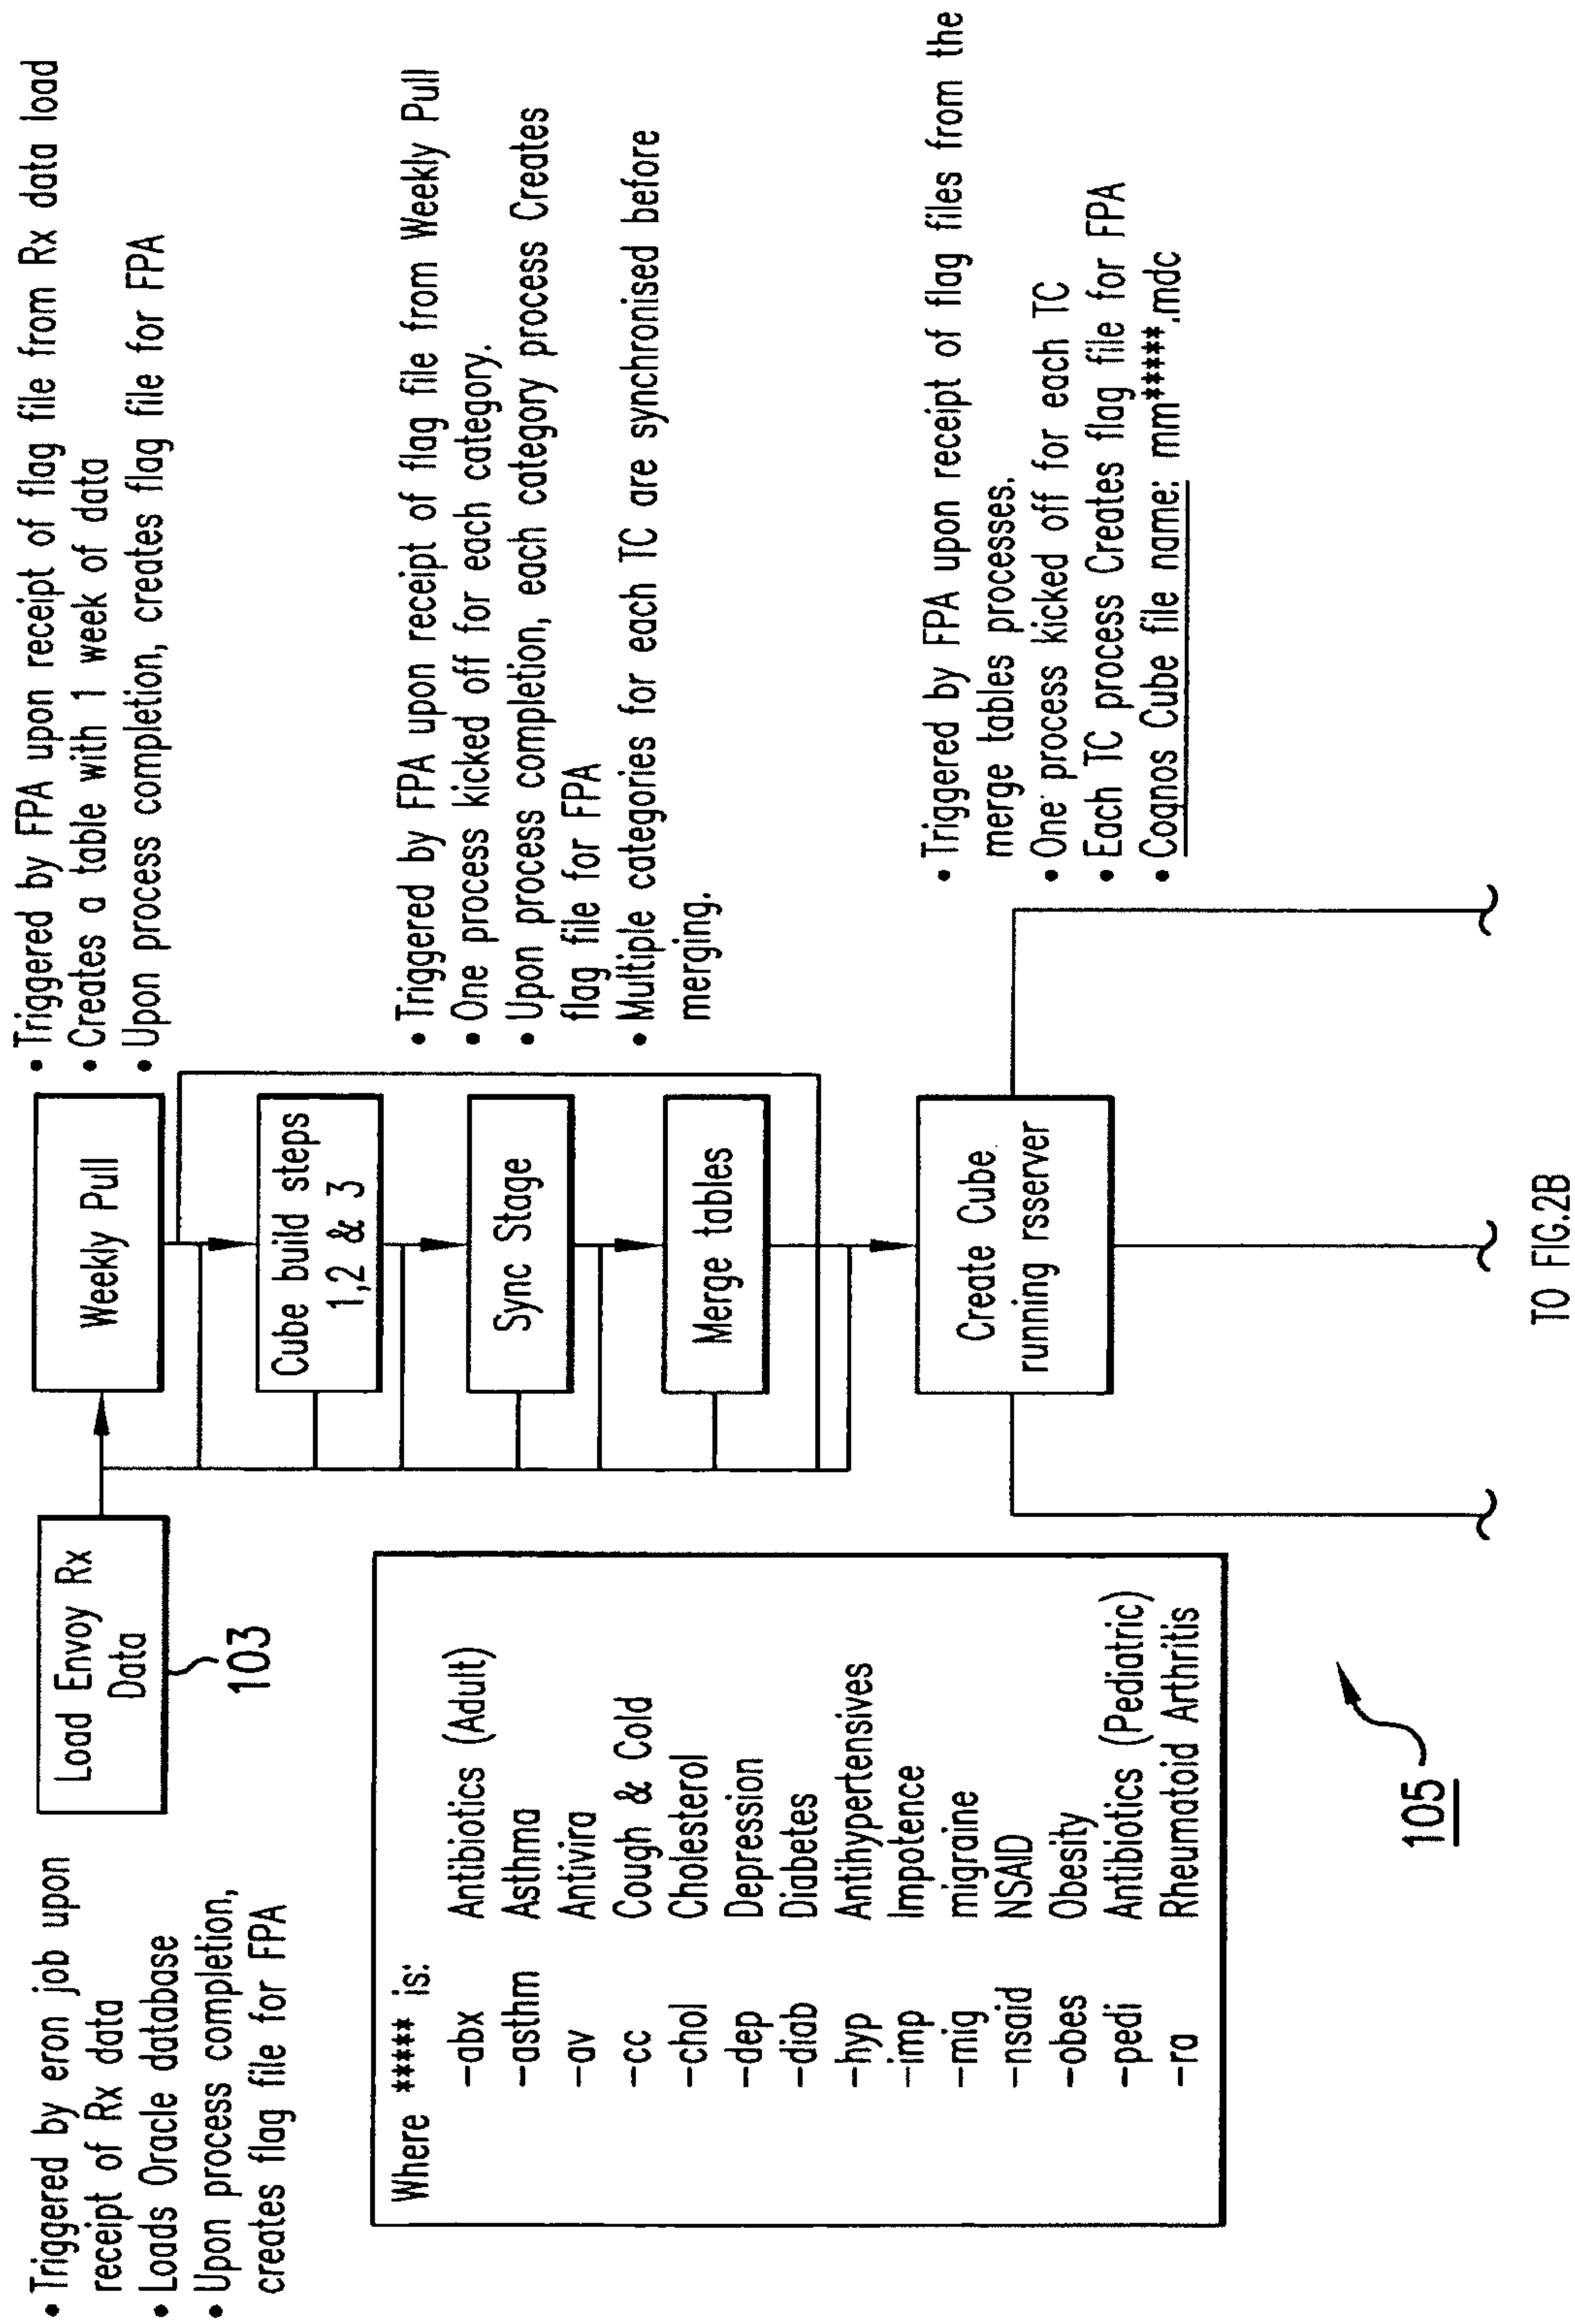 • Triggered by eron job upon
receipt of Rx data
• Loads Oracle database
• Upon process completion,
creates flag file for FPA
Load Envoy Rx
Data
103
Weekly Pull
• Triggered by FPA upon receipt of flag file from Rx data load
• Creates a table with 1 week of data
• Upon process completion, creates flag file for FPA
Cube build steps
1,2 & 3
Sync Stage
Merge tables
• Triggered by FPA upon receipt of flag file from Weekly Pull
• One process kicked off for each category.
• Upon process completion, each category process Creates
flag file for FPA
• Multiple categories for each TC are synchronised before
merging.
Where ***** is:
–abx Antibiotics (Adult)
–asthm Asthma
–av Antivira
–cc Cough & Cold
–chol Cholesterol
–dep Depression
–diab Diabetes
–hyp Antihypertensives
–imp Impotence
–mig migraine
–nsaid NSAID
–obes Obesity
–pedi Antibiotics (Pediatric)
–ra Rheumatoid Arthritis
Create Cube
running rsserver
• Triggered by FPA upon receipt of flag files from the
merge tables processes.
• One process kicked off for each TC
• Each TC process Creates flag file for FPA
• Cognos Cube file name: mm*****.mdc
105
TO FIG.2B